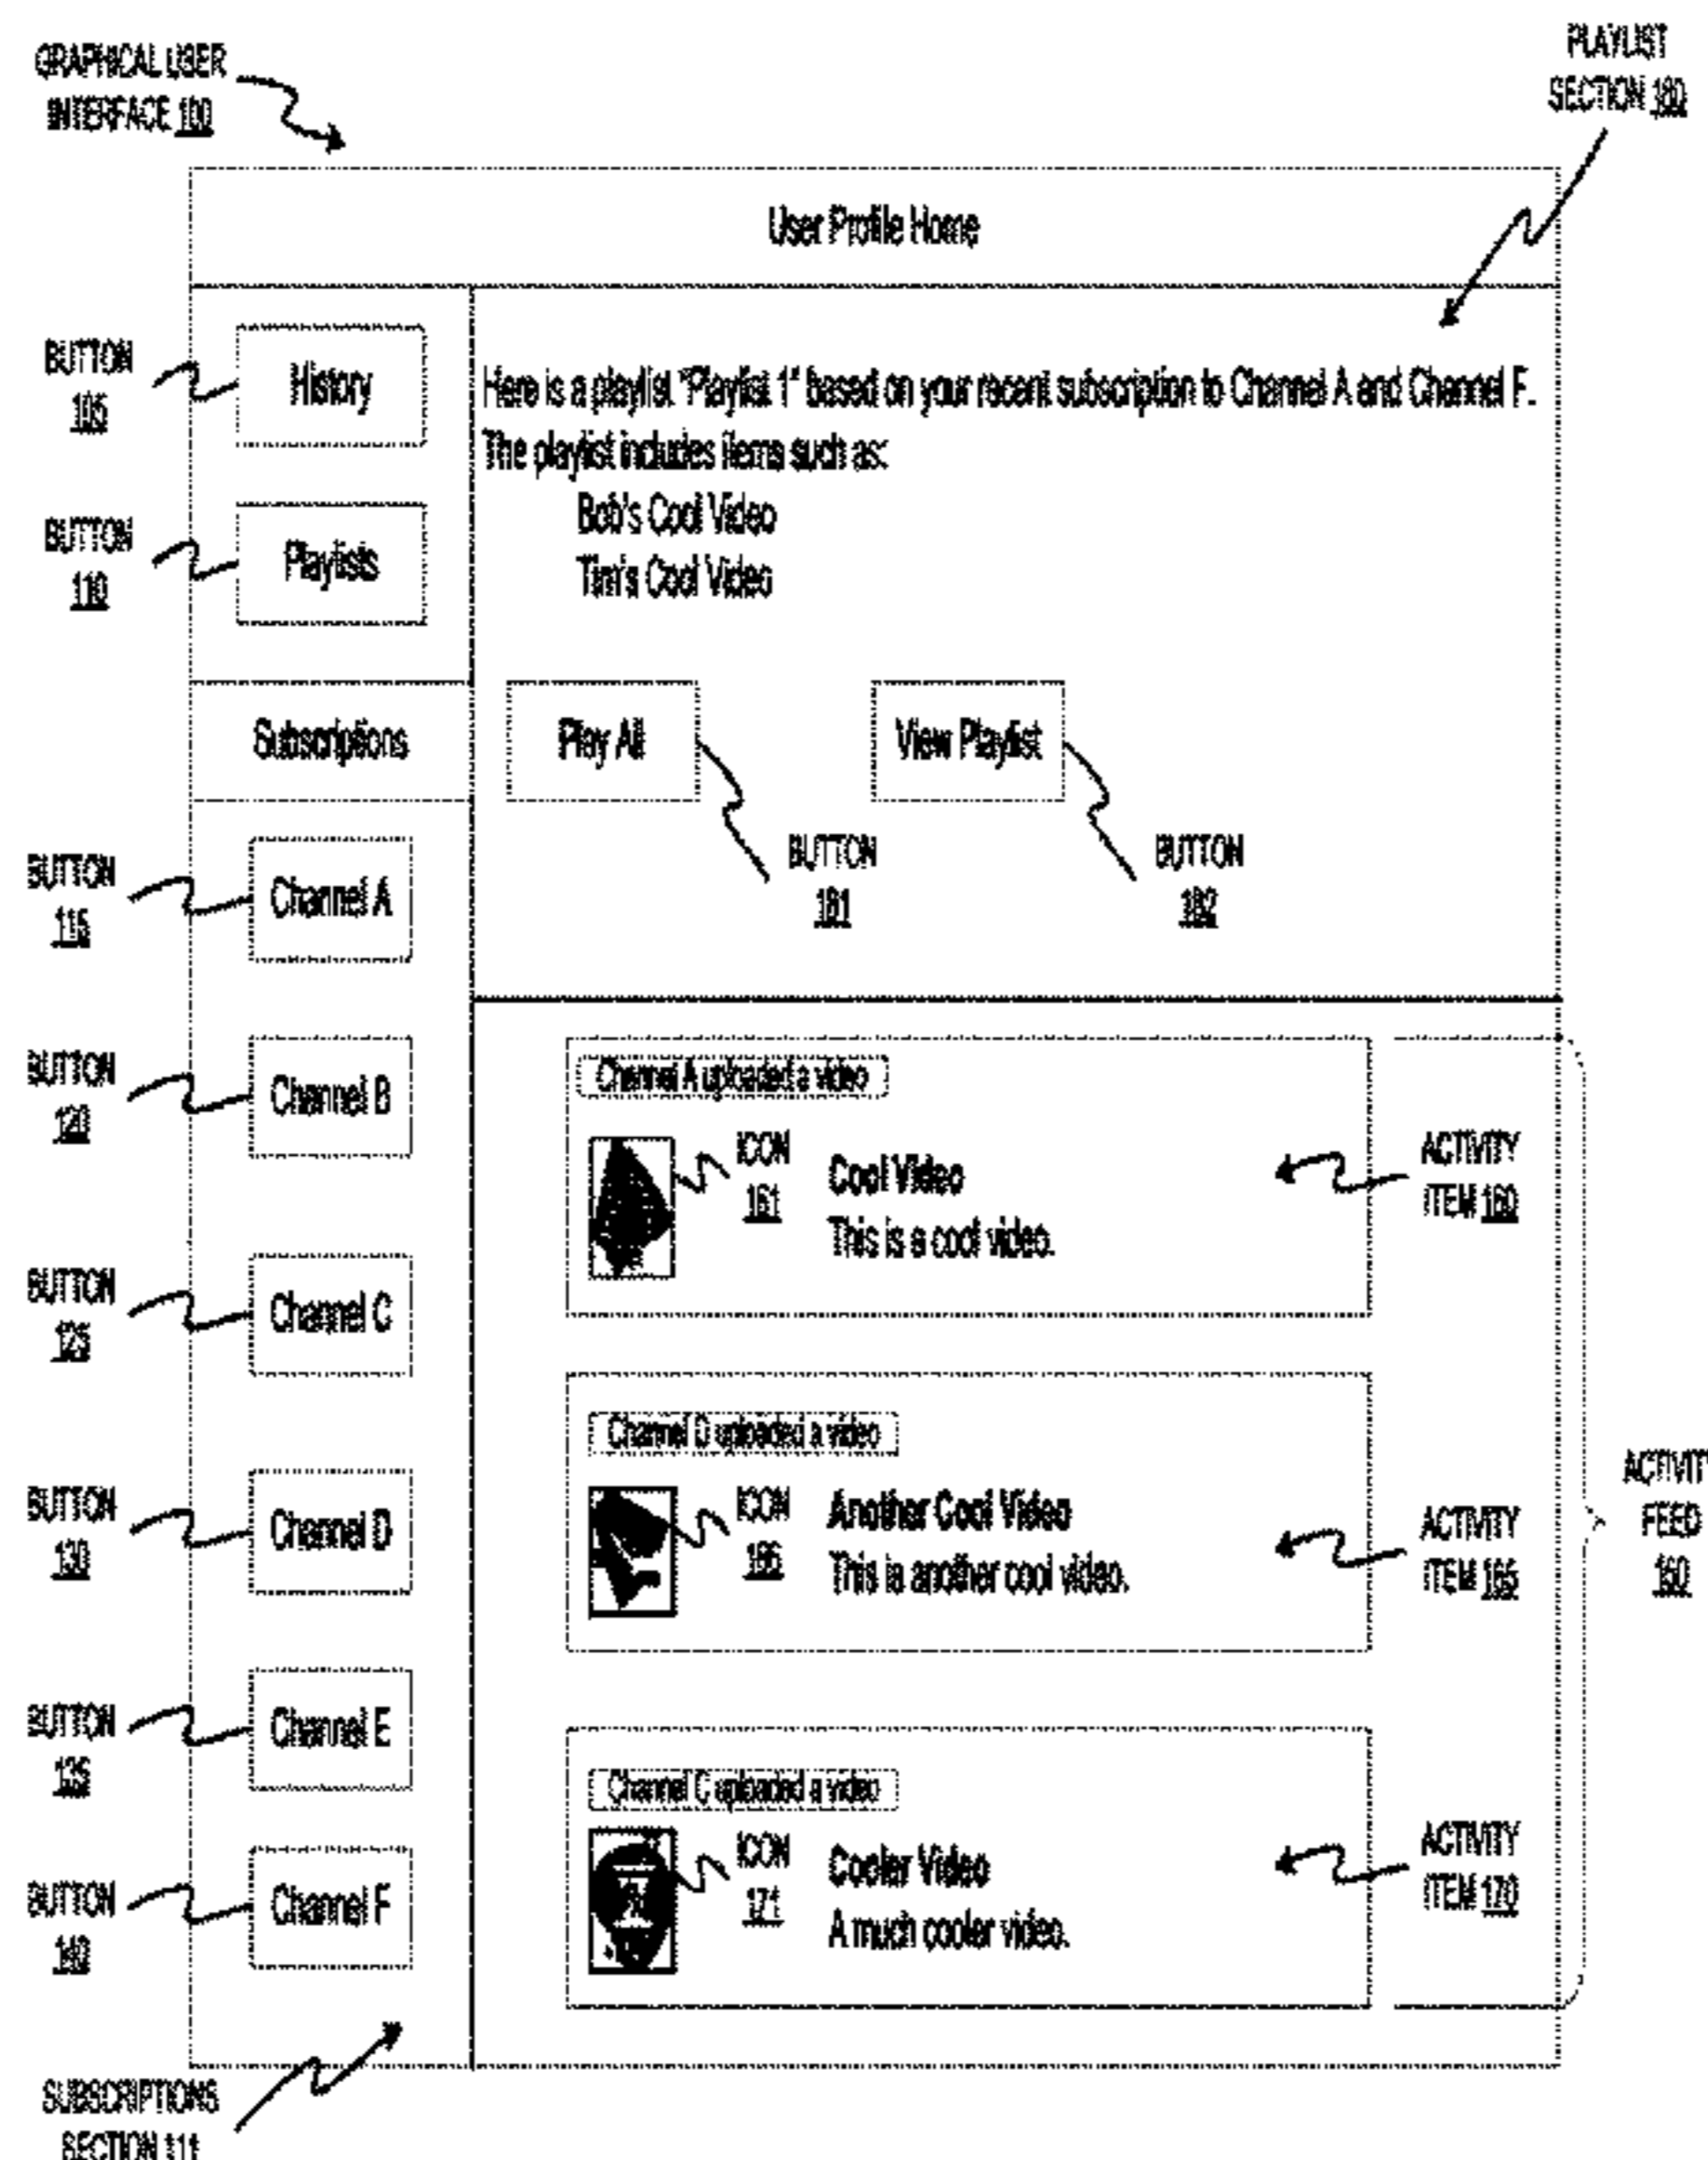 GRAPHICAL USER
INTERFACE 100
PLAYLIST
SECTION 180
User Profile Home
BUTTON
105
History
Here is a playlist "Playlist 1" based on your recent subscription to Channel A and Channel F.
The playlist includes items such as:
Bob's Cool Video
Tim's Cool Video
BUTTON
110
Playlists
Subscriptions
Play All
View Playlist
BUTTON
181
BUTTON
182
BUTTON
115
Channel A
BUTTON
120
Channel B
BUTTON
125
Channel C
BUTTON
130
Channel D
BUTTON
135
Channel E
BUTTON
140
Channel F
SUBSCRIPTIONS
SECTION 111
Channel A uploaded a video
ICON
161
Cool Video
This is a cool video.
ACTIVITY
ITEM 160
Channel D uploaded a video
ICON
166
Another Cool Video
This is another cool video.
ACTIVITY
ITEM 165
Channel C uploaded a video
ICON
171
Cooler Video
A much cooler video.
ACTIVITY
ITEM 170
ACTIVITY
FEED